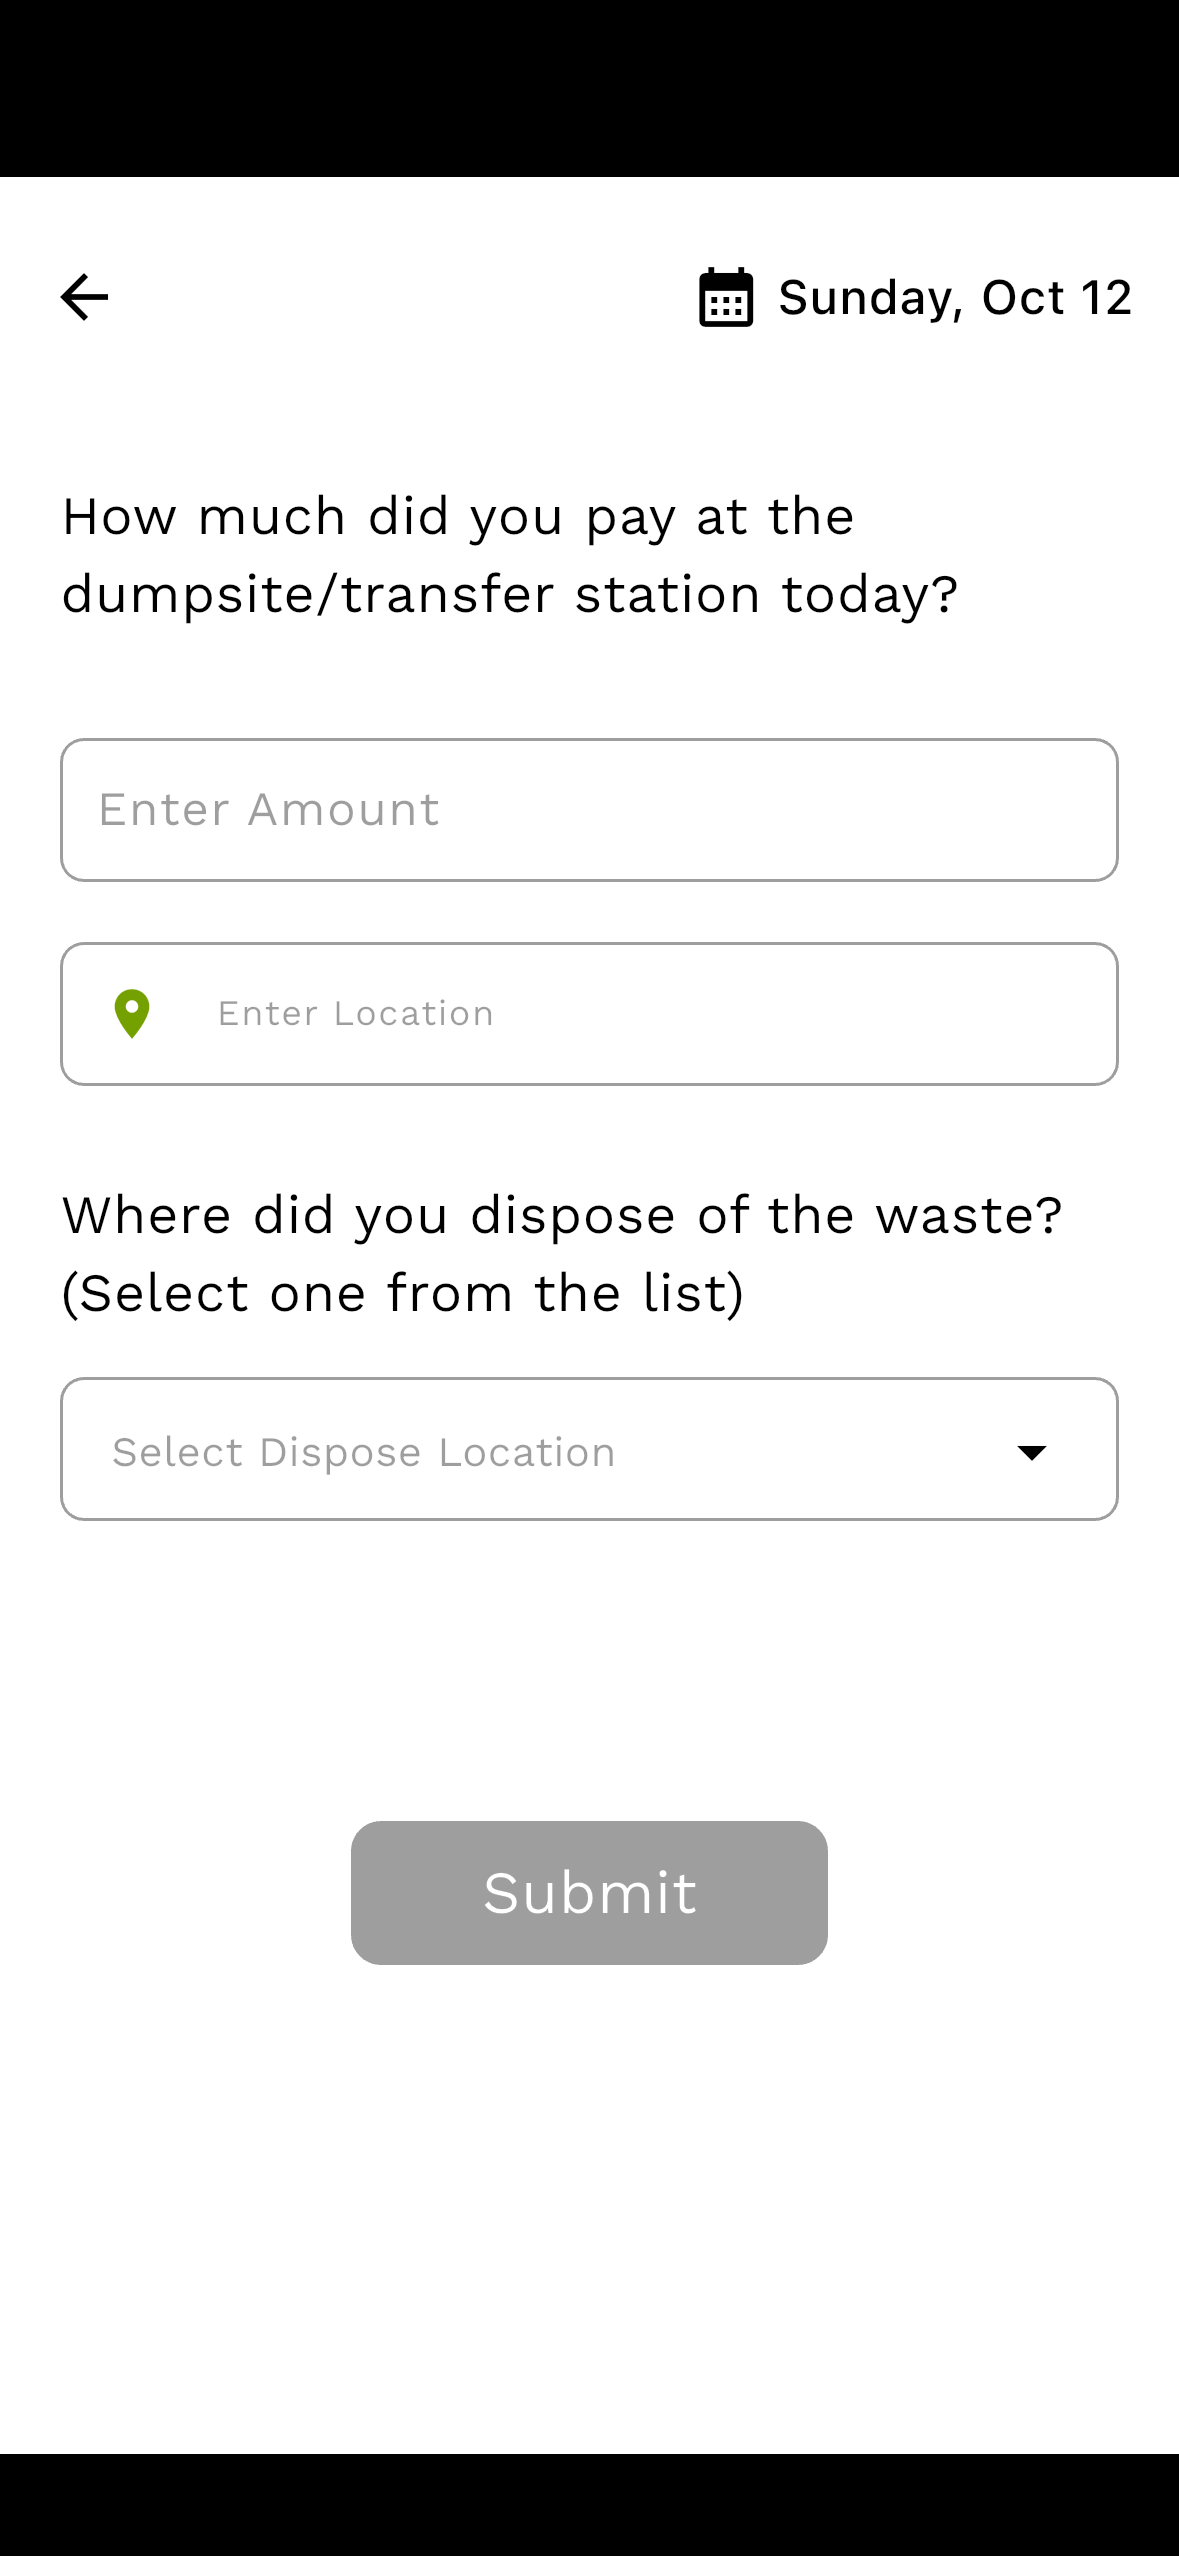 Sunday, Oct 12
How much did you pay at the
dumpsite/transfer station today?
Enter Amount
Enter Location
Where did you dispose of the waste?
(Select one from the list)
Select Dispose Location
Submit